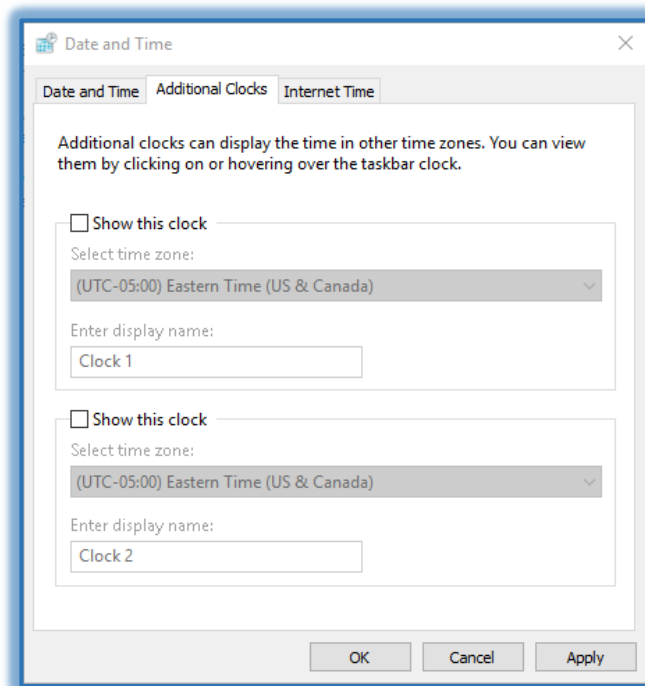 Date and Time
Date and Time Additional Clocks Internet Time
Additional clocks can display the time in other time zones. You can view
them by clicking on or hovering over the taskbar clock.
Show this clock
Select time zone:
(UTC-05:00) Eastern Time (US & Canada)
Enter display name:
Clock 1
Show this clock
Select time zone:
(UTC-05:00) Eastern Time (US & Canada)
Enter display name:
Clock 2
OK Cancel Apply